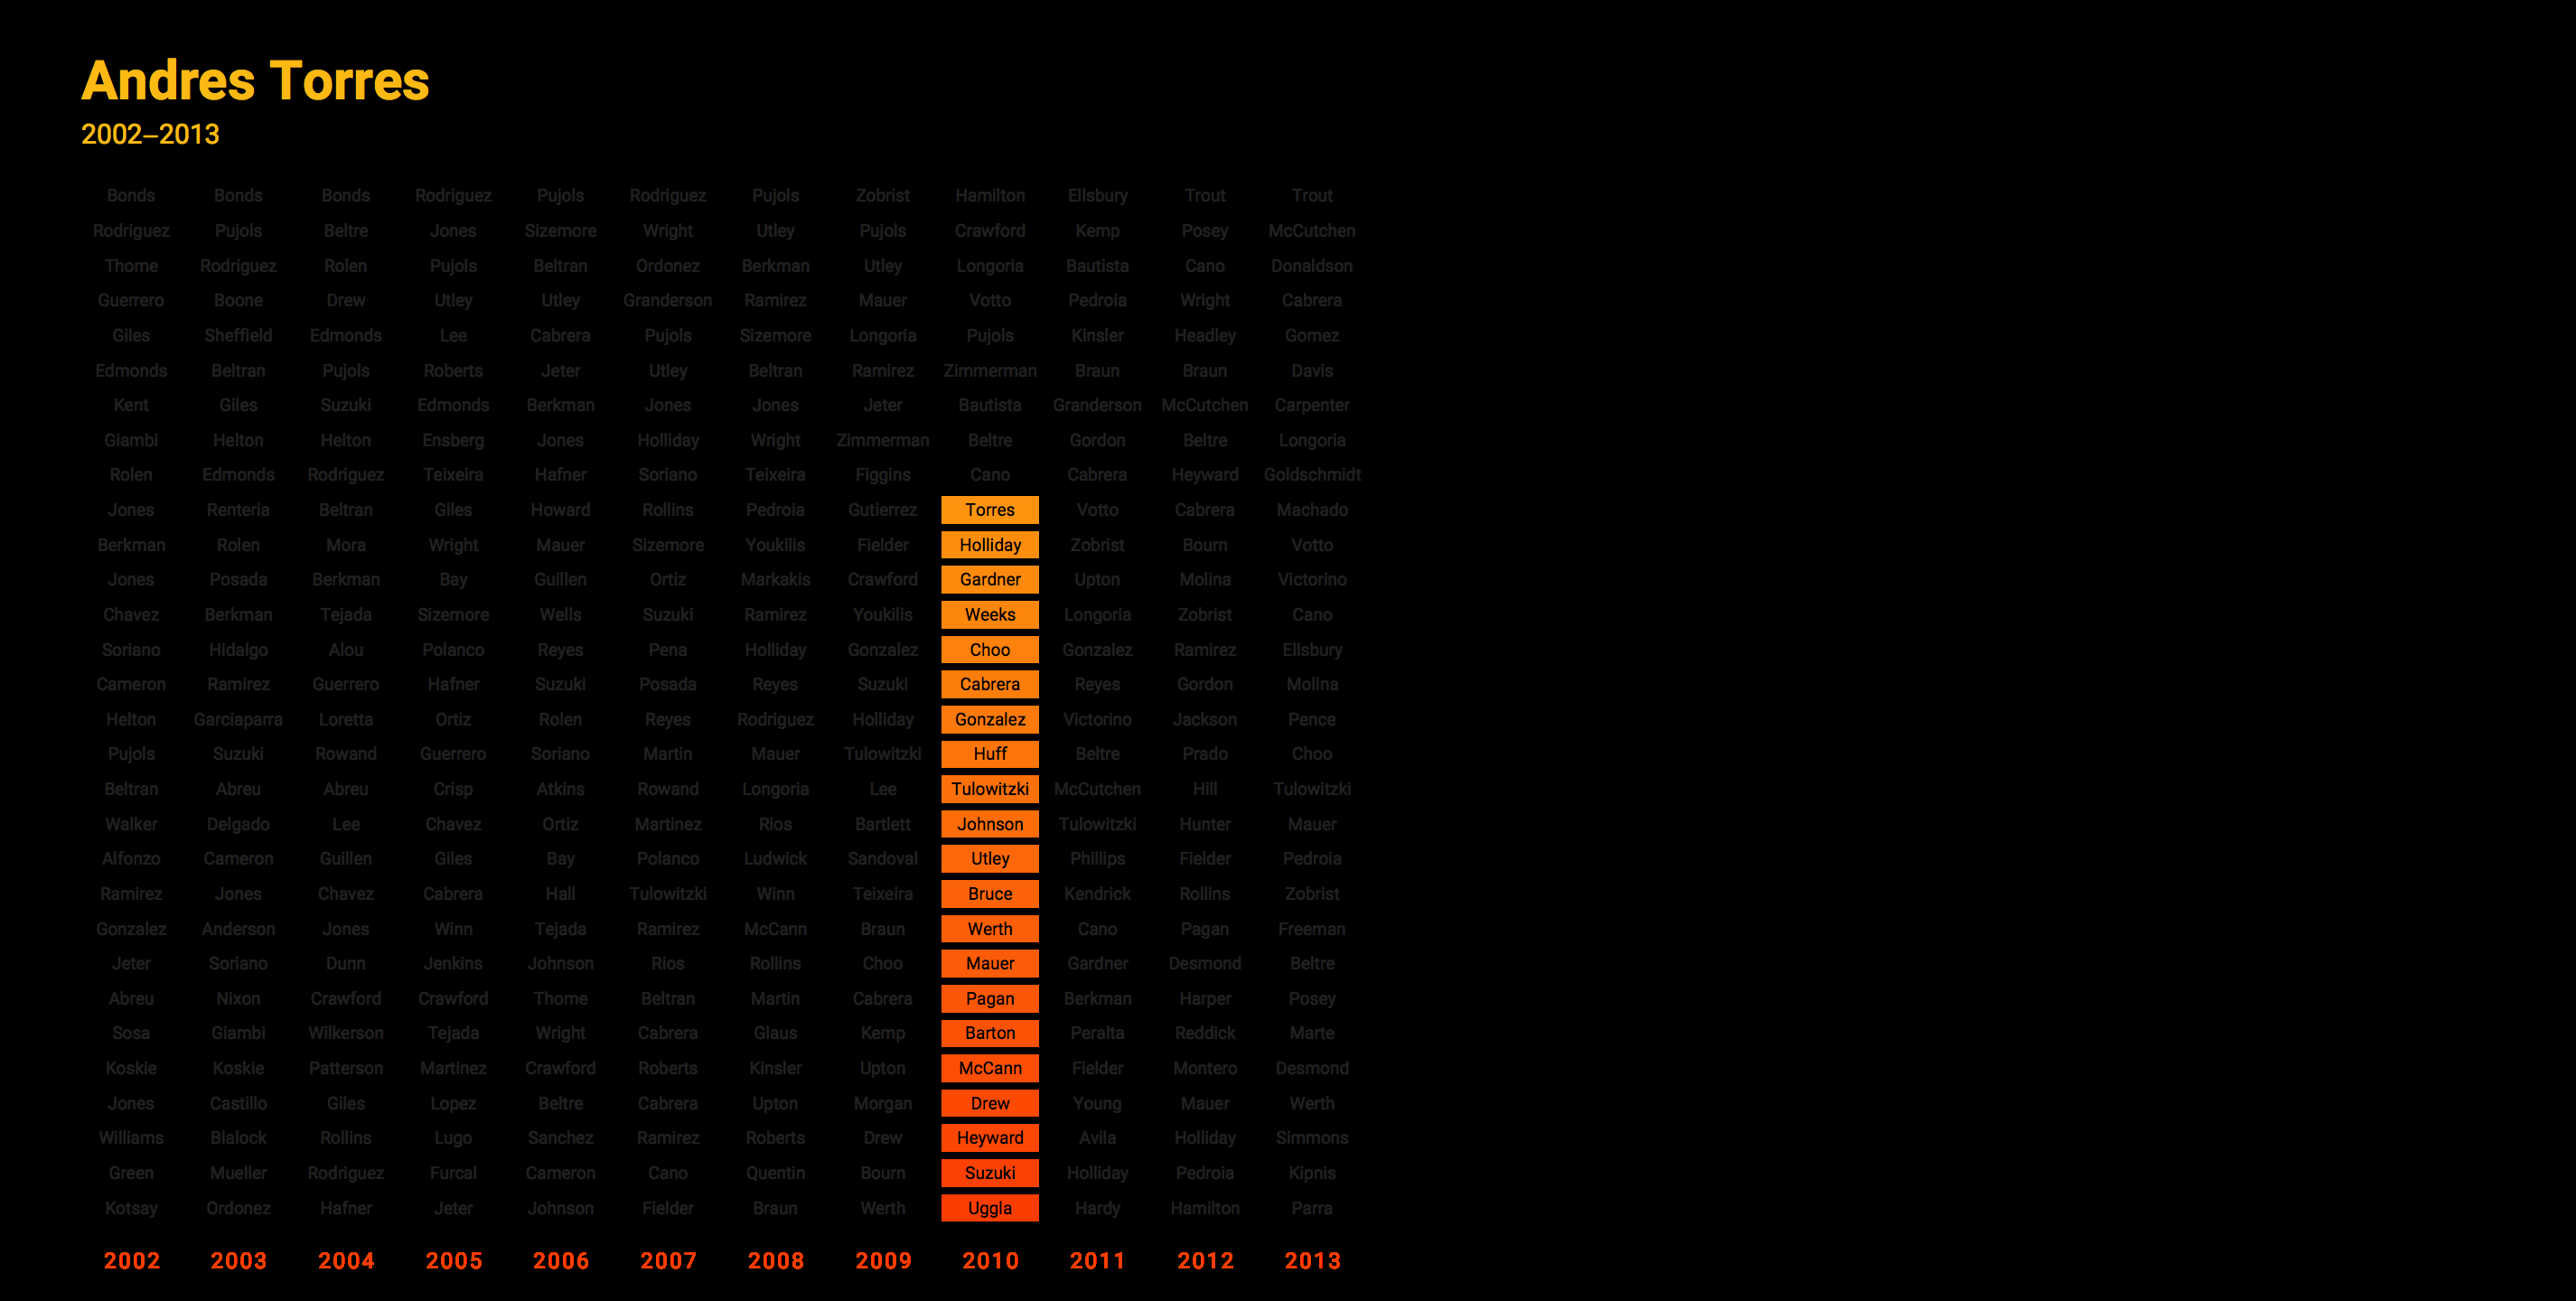 Andres Torres
2002–2013
Bonds Bonds Bonds Rodriguez Pujols Rodriguez Pujols Zobrist Hamilton Ellsbury Trout Trout
Rodriguez Pujols Beltre Jones Sizemore Wright Utley Pujols Crawford Kemp Posey McCutchen
Thome Rodriguez Rolen Pujols Beltran Ordonez Berkman Utley Longoria Bautista Cano Donaldson
Guerrero Boone Drew Utley Utley Granderson Ramirez Mauer Votto Pedroia Wright Cabrera
Giles Sheffield Edmonds Lee Cabrera Pujols Sizemore Longoria Pujols Kinsler Headley Gomez
Edmonds Beltran Pujols Roberts Jeter Utley Beltran Ramirez Zimmerman Braun Braun Davis
Kent Giles Suzuki Edmonds Berkman Jones Jones Jeter Bautista Granderson McCutchen Carpenter
Giambi Helton Helton Ensberg Jones Holliday Wright Zimmerman Beltre Gordon Beltre Longoria
Rolen Edmonds Rodriguez Teixeira Hafner Soriano Teixeira Figgins Cano Cabrera Heyward Goldschmidt
Jones Renteria Beltran Giles Howard Rollins Pedroia Gutierrez Torres Votto Cabrera Machado
Berkman Rolen Mora Wright Mauer Sizemore Youkilis Fielder Holliday Zobrist Bourn Votto
Jones Posada Berkman Bay Guillen Ortiz Markakis Crawford Gardner Upton Molina Victorino
Chavez Berkman Tejada Sizemore Wells Suzuki Ramirez Youkilis Weeks Longoria Zobrist Cano
Soriano Hidalgo Alou Polanco Reyes Pena Holliday Gonzalez Choo Gonzalez Ramirez Ellsbury
Cameron Ramirez Guerrero Hafner Suzuki Posada Reyes Suzuki Cabrera Reyes Gordon Molina
Helton Garciaparra Loretta Ortiz Rolen Reyes Rodriguez Holliday Gonzalez Victorino Jackson Pence
Pujols Suzuki Rowand Guerrero Soriano Martin Mauer Tulowitzki Huff Beltre Prado Choo
Beltran Abreu Abreu Crisp Atkins Rowand Longoria Lee Tulowitzki McCutchen Hill Tulowitzki
Walker Delgado Lee Chavez Ortiz Martinez Rios Bartlett Johnson Tulowitzki Hunter Mauer
Alfonzo Cameron Guillen Giles Bay Polanco Ludwick Sandoval Utley Phillips Fielder Pedroia
Ramirez Jones Chavez Cabrera Hall Tulowitzki Winn Teixeira Bruce Kendrick Rollins Zobrist
Gonzalez Anderson Jones Winn Tejada Ramirez McCann Braun Werth Cano Pagan Freeman
Jeter Soriano Dunn Jenkins Johnson Rios Rollins Choo Mauer Gardner Desmond Beltre
Abreu Nixon Crawford Crawford Thome Beltran Martin Cabrera Pagan Berkman Harper Posey
Sosa Giambi Wilkerson Tejada Wright Cabrera Glaus Kemp Barton Peralta Reddick Marte
Koskie Koskie Patterson Martinez Crawford Roberts Kinsler Upton McCann Fielder Montero Desmond
Jones Castillo Giles Lopez Beltre Cabrera Upton Morgan Drew Young Mauer Werth
Williams Blalock Rollins Lugo Sanchez Ramirez Roberts Drew Heyward Avila Holliday Simmons
Green Mueller Rodriguez Furcal Cameron Cano Quentin Bourn Suzuki Holliday Pedroia Kipnis
Kotsay Ordonez Hafner Jeter Johnson Fielder Braun Werth Uggla Hardy Hamilton Parra
2002 2003 2004 2005 2006 2007 2008 2009 2010 2011 2012 2013